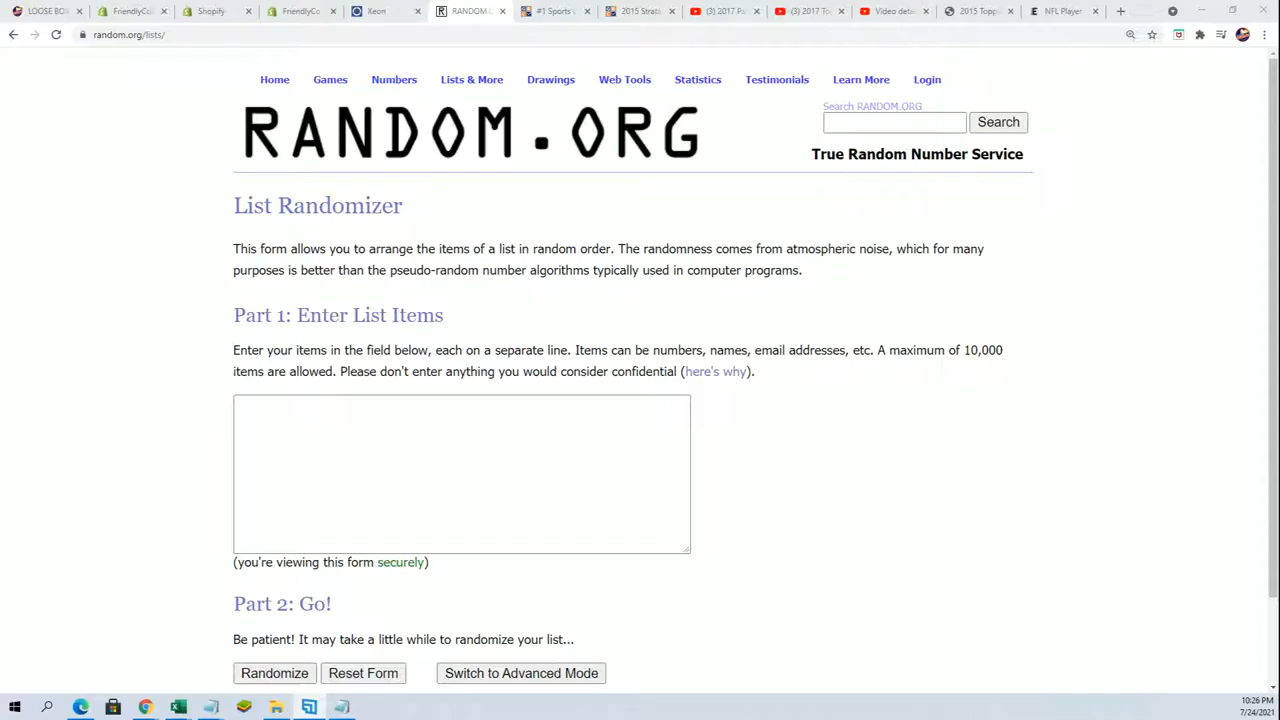 LOOSE BO
FriendlyCo
Shopify
FriendlyCo
Xeon
RANDOM.O
#1 Sports
2015 Strata
(3) 2017 Pa
(3) 2017 Top
Video detai
2015 Toppl
NFL Player
random.org/lists/
Home Games Numbers Lists & More Drawings Web Tools Statistics Testimonials Learn More Login
RANDOM.ORG
Search RANDOM.ORG
Search
True Random Number Service
List Randomizer
This form allows you to arrange the items of a list in random order. The randomness comes from atmospheric noise, which for many
purposes is better than the pseudo-random number algorithms typically used in computer programs.
Part 1: Enter List Items
Enter your items in the field below, each on a separate line. Items can be numbers, names, email addresses, etc. A maximum of 10,000
items are allowed. Please don't enter anything you would consider confidential (here's why).
(you're viewing this form securely)
Part 2: Go!
Be patient! It may take a little while to randomize your list...
Randomize Reset Form Switch to Advanced Mode
10:26 PM
7/24/2021